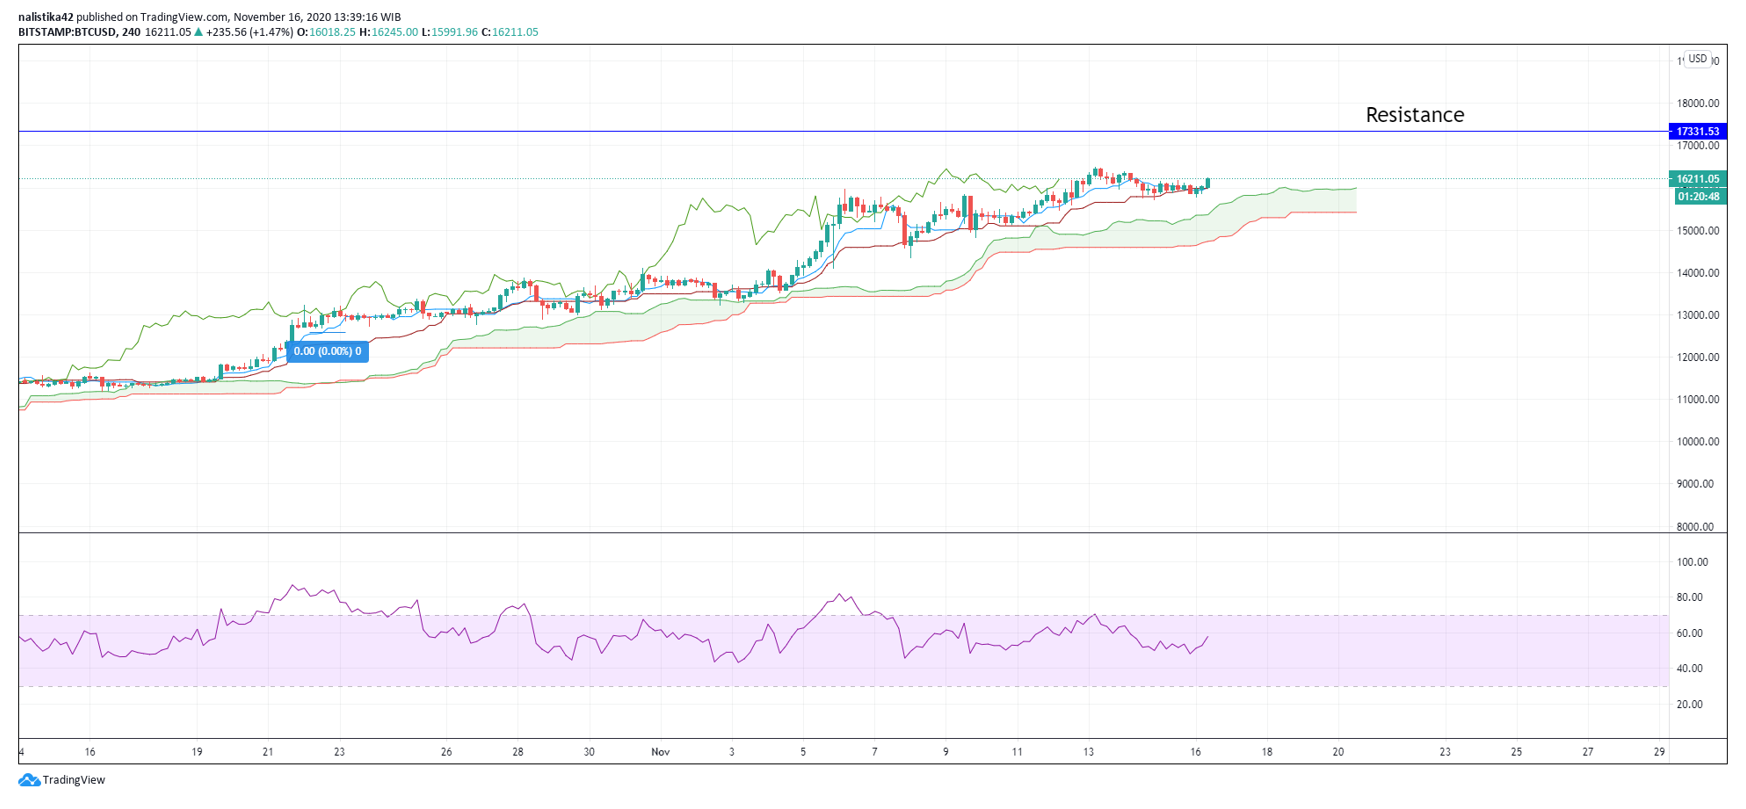 nalistika42 published on TradingView.com, November 16, 2020 13:39:16 WIB
BITSTAMP:BTCUSD, 240 16211.05 ▲ +235.56 (+1.47%) O:16018.25 H:16245.00 L:15991.96 C:16211.05
USD
18000.00
Resistance
17331.53
17000.00
16211.05
01:20:48
15000.00
14000.00
13000.00
0.00 (0.00%) 0
12000.00
11000.00
10000.00
9000.00
8000.00
100.00
80.00
60.00
40.00
20.00
4 16 19 21 23 26 28 30 Nov 3 5 7 9 11 13 16 18 20 23 25 27 29
TradingView